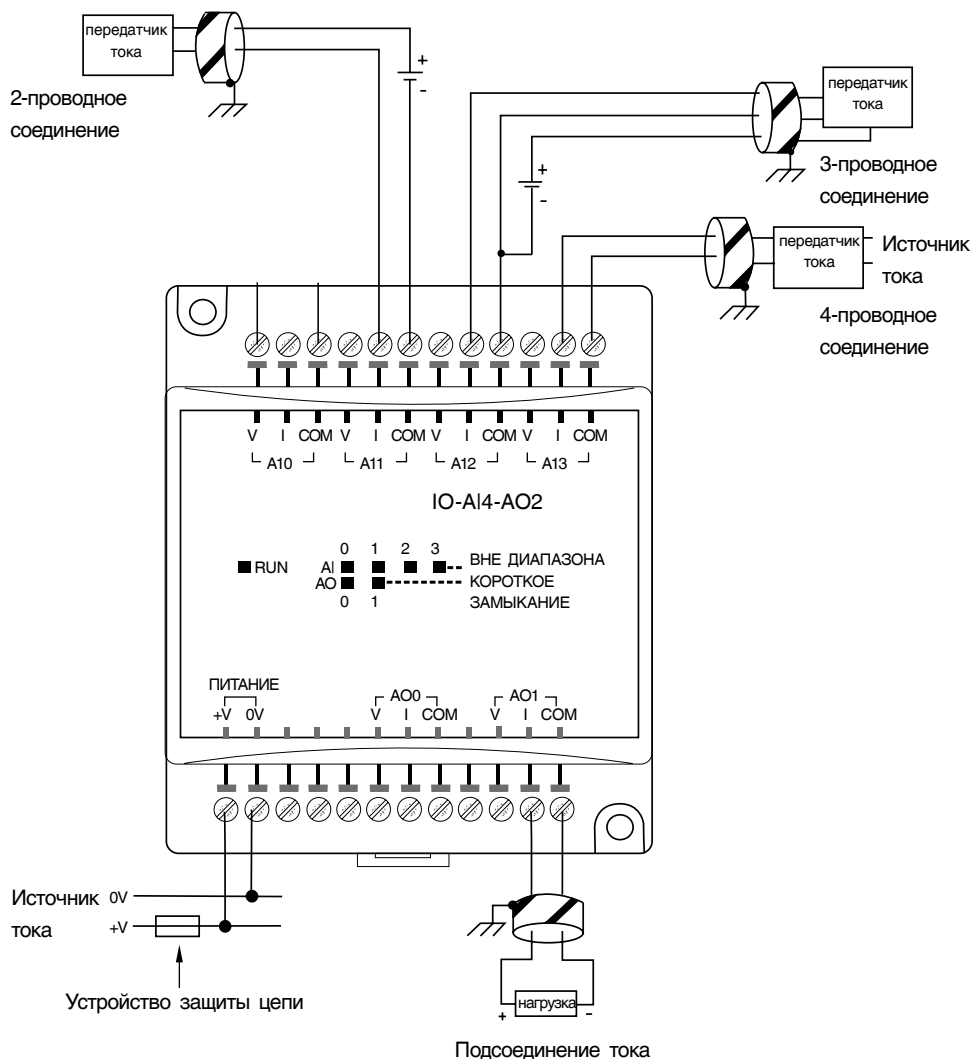 передатчик
тока
2-проводное
соединение
+
-
передатчик
тока
3-проводное
соединение
+
-
передатчик
тока
Источник
тока
4-проводное
соединение
V I COM V I COM V I COM V I COM
A10 A11 A12 A13
IO-AI4-AO2
0 1 2 3
RUN AI ВНЕ ДИАПАЗОНА
AO КОРОТКОЕ
0 1 ЗАМЫКАНИЕ
ПИТАНИЕ
AO0 AO1
+V 0V V I COM V I COM
Источник 0V
тока +V
Устройство защиты цепи
+ нагрузка -
Подсоединение тока